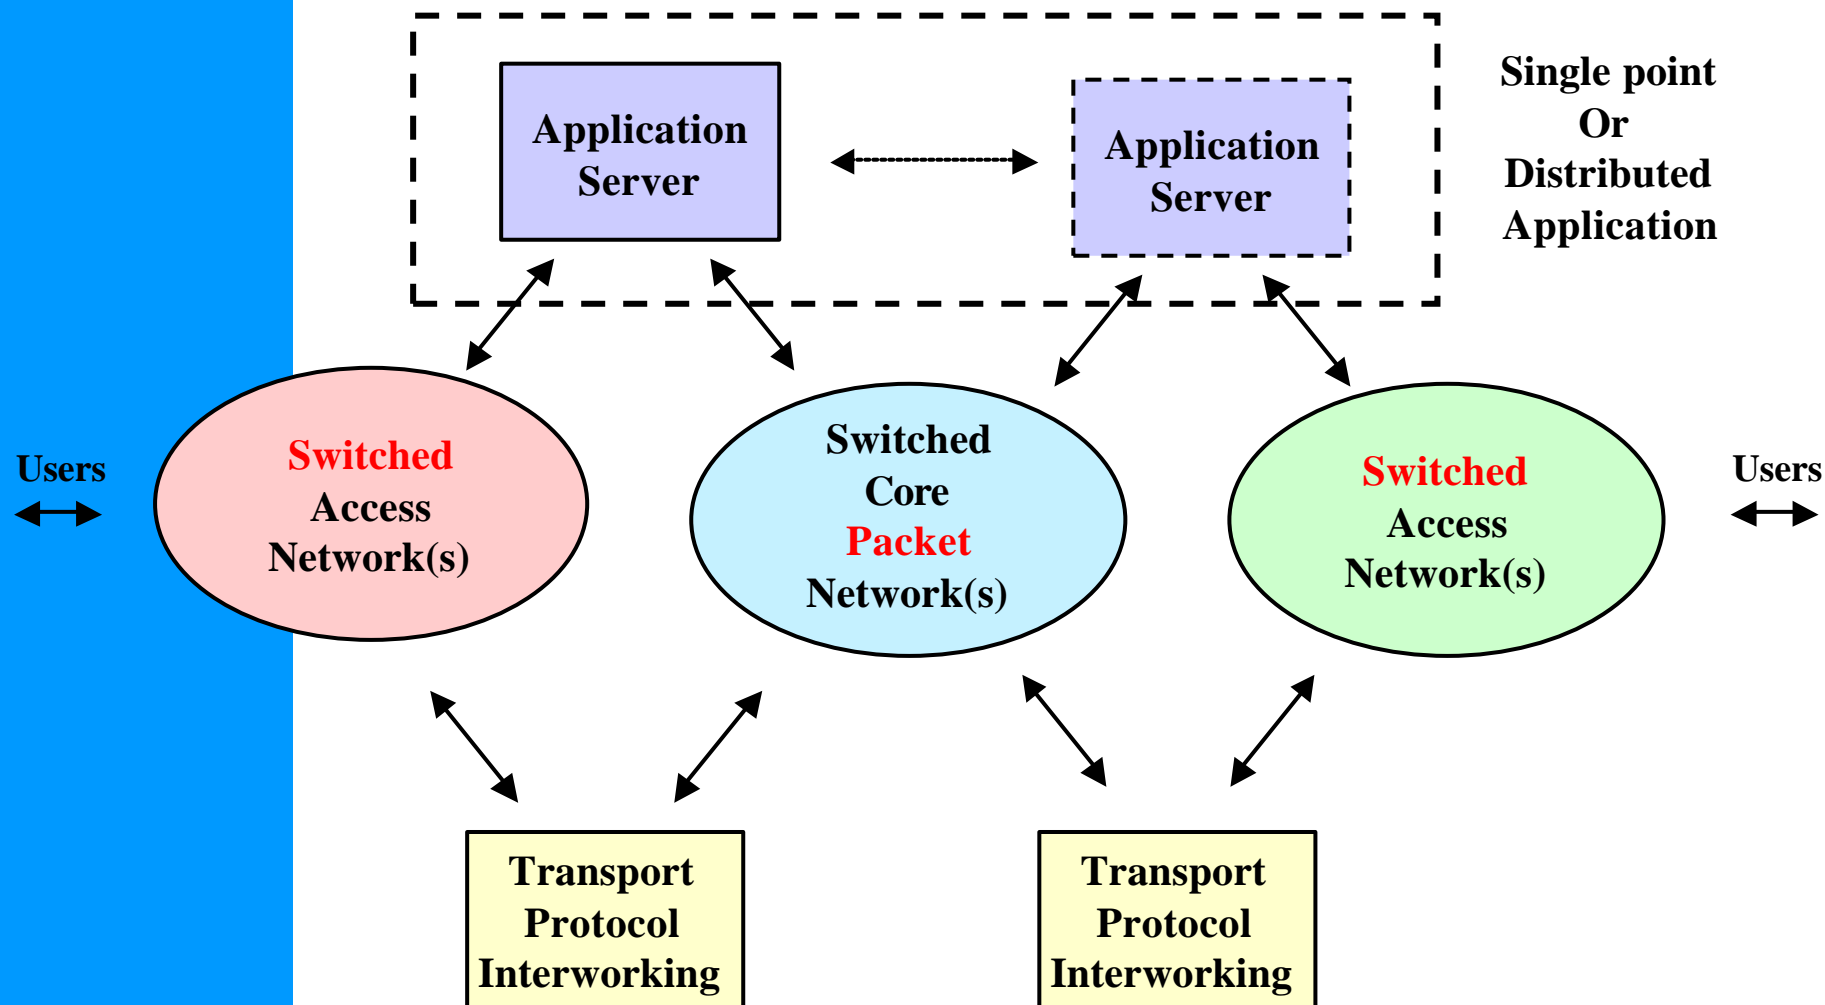 Application
Server
Application
Server
Single point
Or
Distributed
Application
Users
Switched
Access
Network(s)
Switched
Core
Packet
Network(s)
Switched
Access
Network(s)
Users
Transport
Protocol
Interworking
Transport
Protocol
Interworking